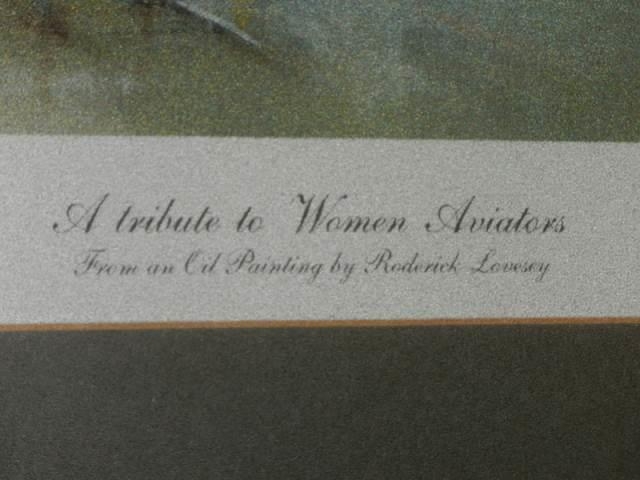 A tribute to Women Aviators
From an Oil Painting by Roderick Lovesey